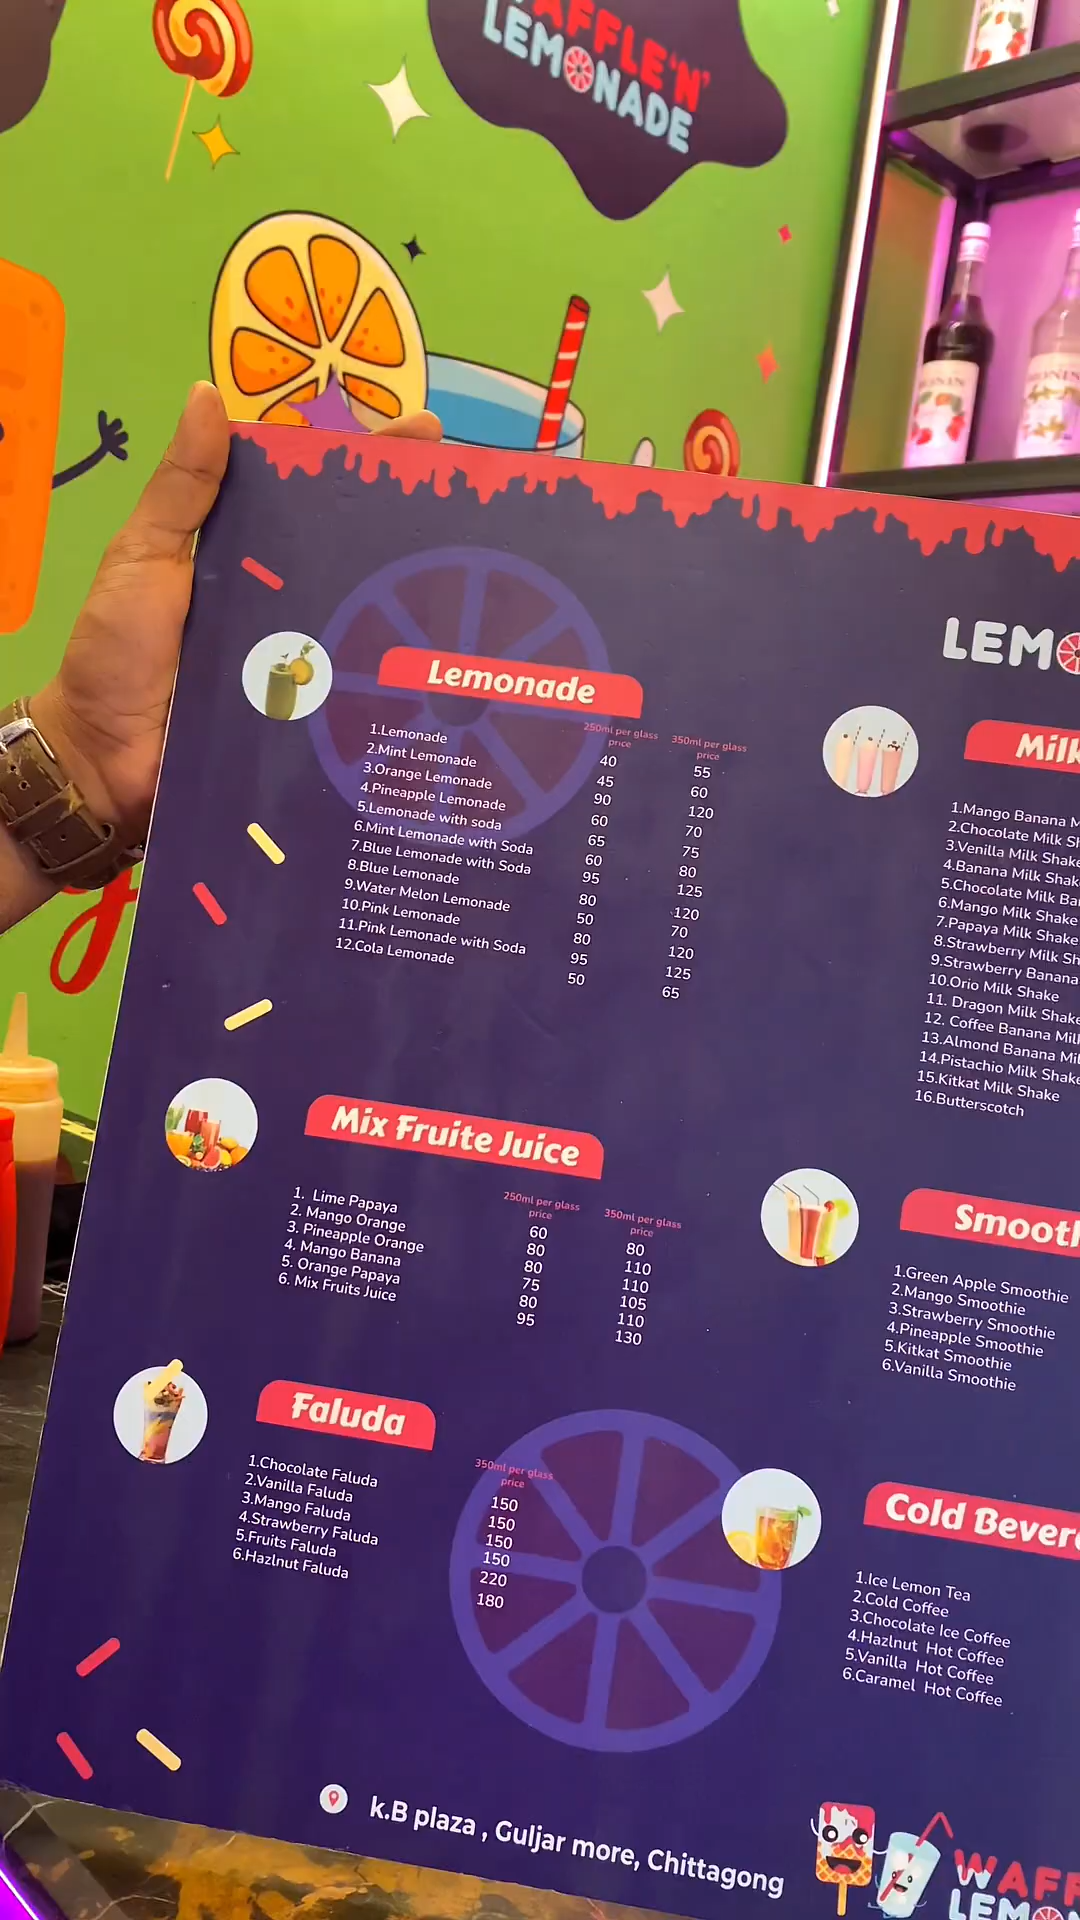 WAFFLE'N'
LEMONADE
MONIN
LEMO
Lemonade
250ml per glass price
350ml per glass price
1.Lemonade 40 55
2.Mint Lemonade 45 60
3.Orange Lemonade 90 120
4.Pineapple Lemonade 60 70
5.Lemonade with soda 65 75
6.Mint Lemonade with Soda 60 80
7.Blue Lemonade with Soda 95 125
8.Blue Lemonade 80 120
9.Water Melon Lemonade 50 70
10.Pink Lemonade 80 120
11.Pink Lemonade with Soda 95 125
12.Cola Lemonade 50 65
Milk
1.Mango Banana M
2.Chocolate Milk Sh
3.Venilla Milk Shake
4.Banana Milk Shake
5.Chocolate Milk Ba
6.Mango Milk Shake
7.Papaya Milk Shake
8.Strawberry Milk Sh
9.Strawberry Banana
10.Orio Milk Shake
11. Dragon Milk Shake
12. Coffee Banana Milk
13.Almond Banana Mil
14.Pistachio Milk Shake
15.Kitkat Milk Shake
16.Butterscotch
Mix Fruite Juice
250ml per glass price
350ml per glass price
1. Lime Papaya 60 80
2. Mango Orange 80 110
3. Pineapple Orange 80 110
4. Mango Banana 75 105
5. Orange Papaya 80 110
6. Mix Fruits Juice 95 130
Smooth
1.Green Apple Smoothie
2.Mango Smoothie
3.Strawberry Smoothie
4.Pineapple Smoothie
5.Kitkat Smoothie
6.Vanilla Smoothie
Faluda
350ml per glass price
1.Chocolate Faluda 150
2.Vanilla Faluda 150
3.Mango Faluda 150
4.Strawberry Faluda 150
5.Fruits Faluda 220
6.Hazlnut Faluda 180
Cold Bever
1.Ice Lemon Tea
2.Cold Coffee
3.Chocolate Ice Coffee
4.Hazlnut Hot Coffee
5.Vanilla Hot Coffee
6.Caramel Hot Coffee
k.B plaza , Guljar more, Chittagong
WAFF
LEMO